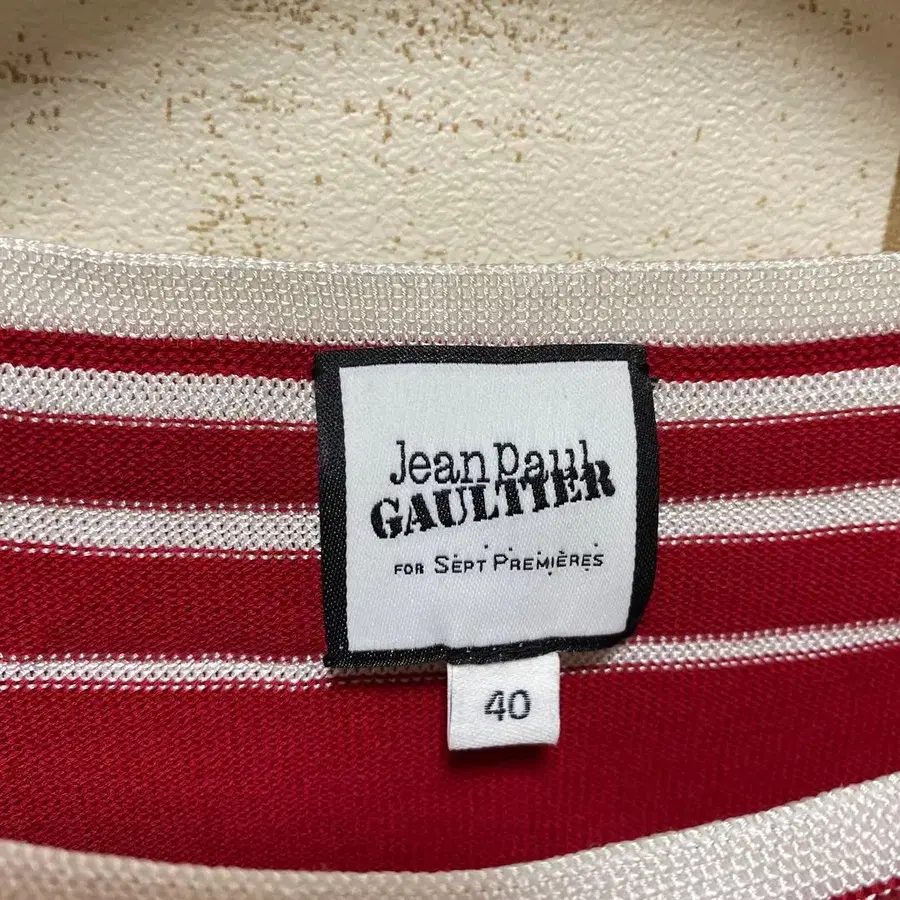 Jean Paul
GAULTIER
FOR SEPT PREMIÈRES
40